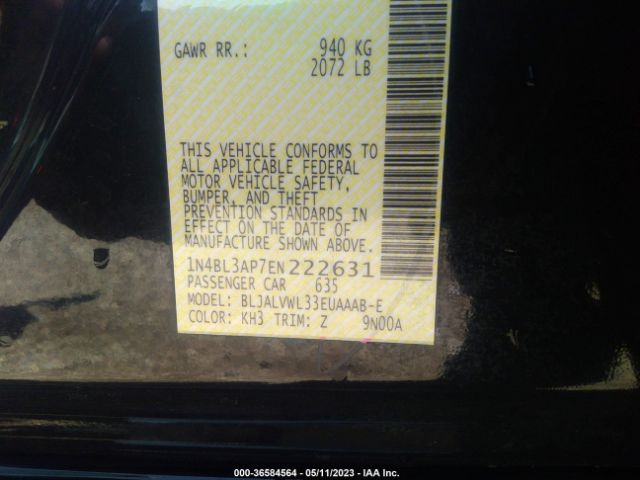 GAWR RR.: 940 KG
2072 LB
THIS VEHICLE CONFORMS TO
ALL APPLICABLE FEDERAL
MOTOR VEHICLE SAFETY,
BUMPER, AND THEFT
PREVENTION STANDARDS IN
EFFECT ON THE DATE OF
MANUFACTURE SHOWN ABOVE.
1N4BL3AP7EN222631
PASSENGER CAR 635
MODEL: BLJALVWL33EUAAAB-E
COLOR: KH3 TRIM: Z 9N00A
000-36584564 - 05/11/2023 - IAA Inc.